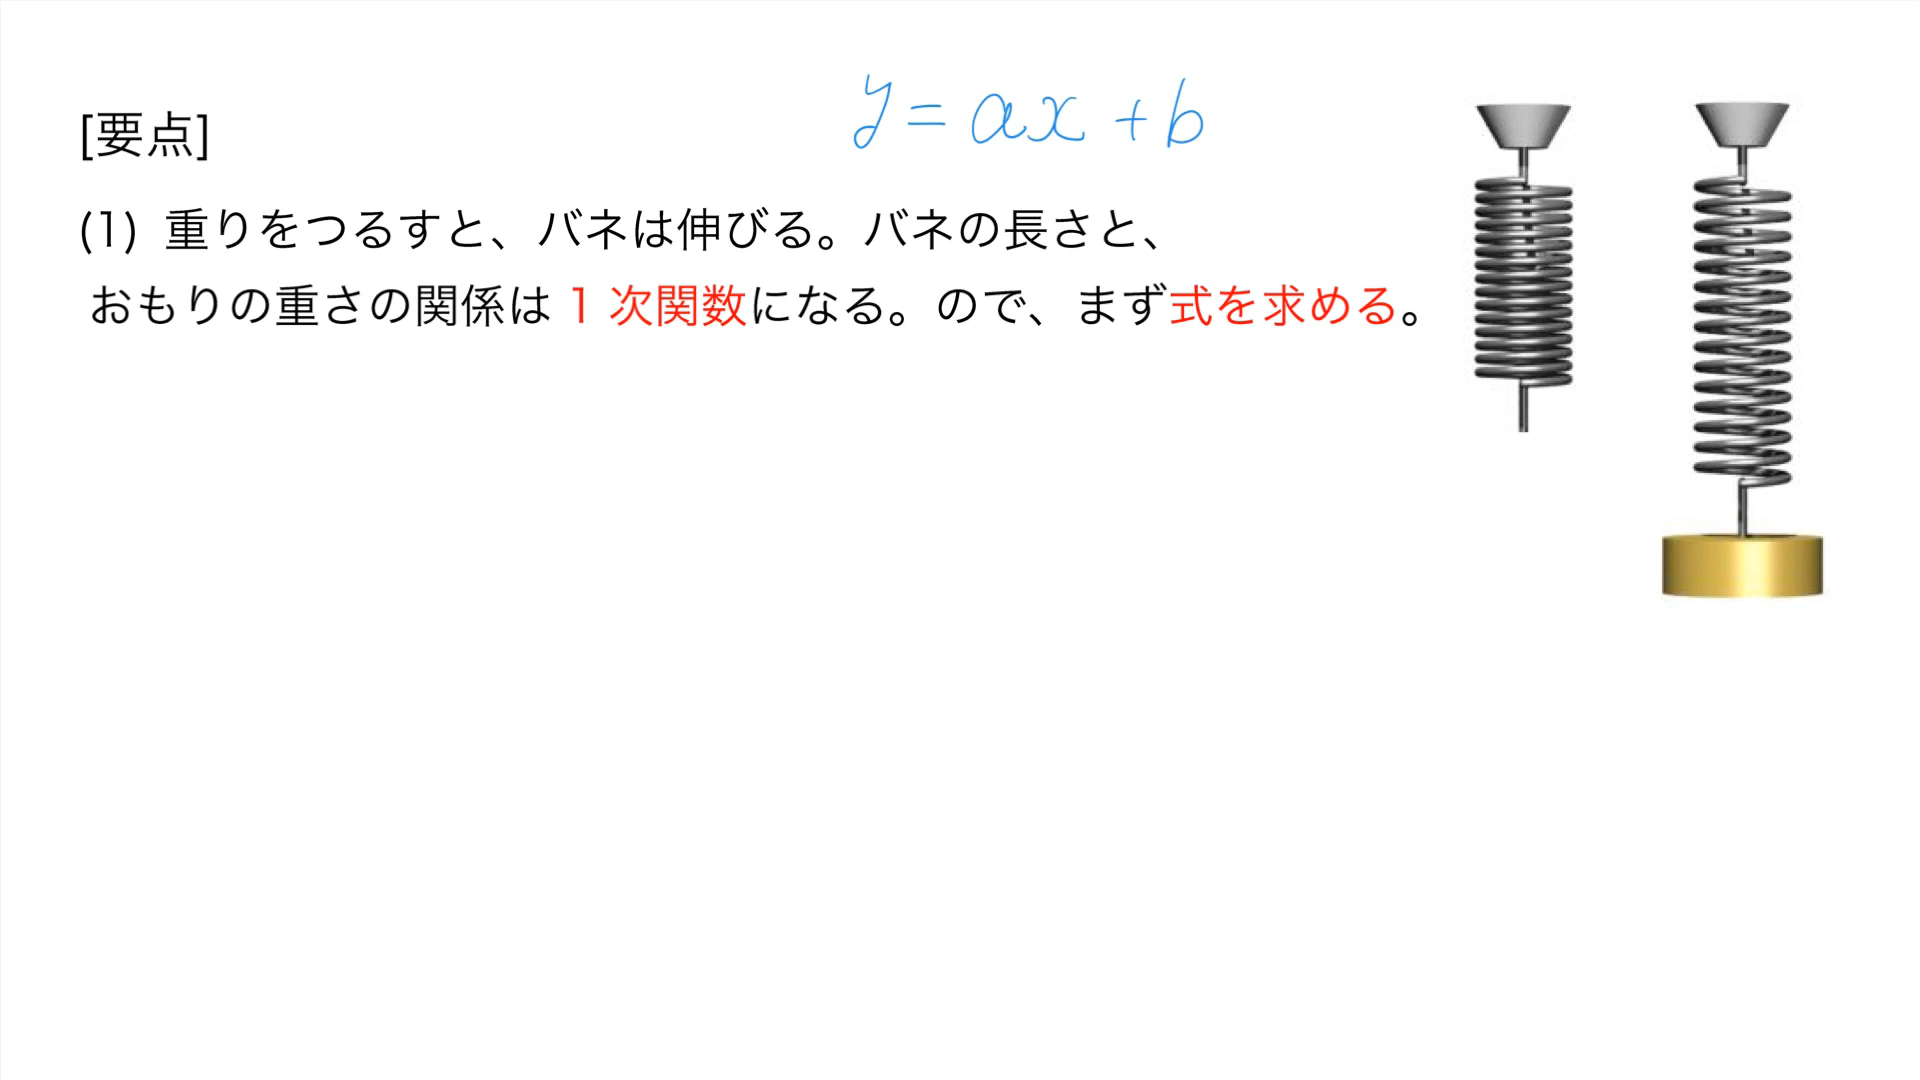 y = ax + b
[要点]
(1) 重りをつるすと、バネは伸びる。バネの長さと、
おもりの重さの関係は 1 次関数になる。ので、まず式を求める。